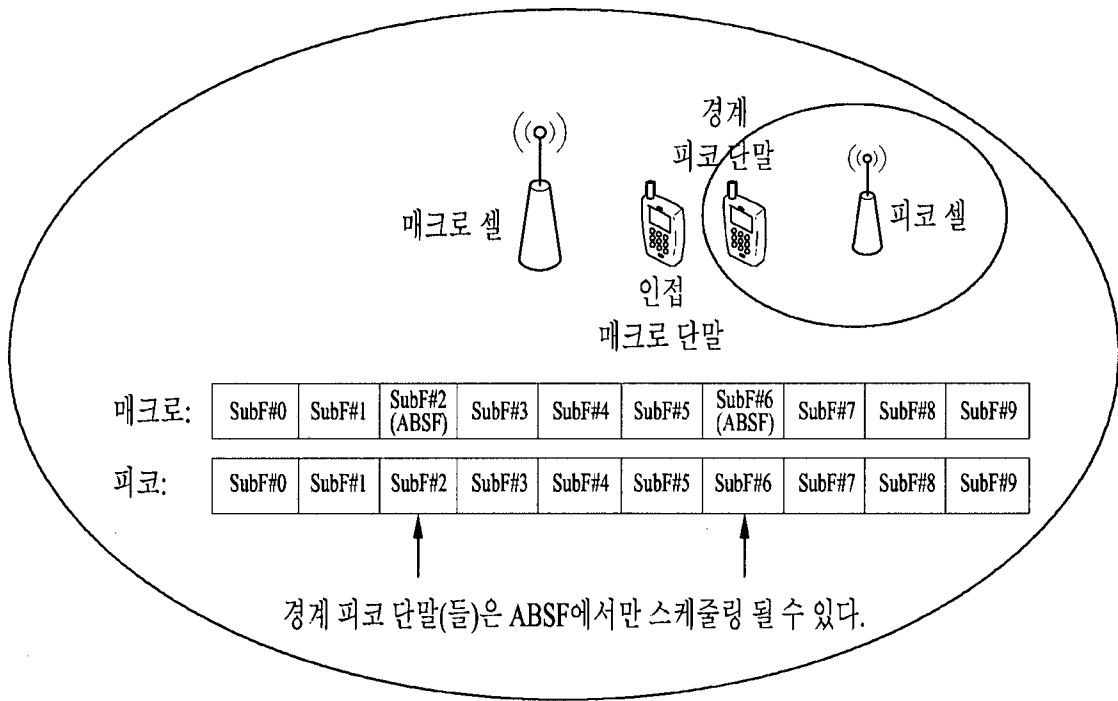 경계
피코 단말
매크로 셀
피코 셀
인접
매크로 단말
매크로: SubF#0 SubF#1 SubF#2 (ABSF) SubF#3 SubF#4 SubF#5 SubF#6 (ABSF) SubF#7 SubF#8 SubF#9
피코: SubF#0 SubF#1 SubF#2 SubF#3 SubF#4 SubF#5 SubF#6 SubF#7 SubF#8 SubF#9
경계 피코 단말(들)은 ABSF에서만 스케줄링 될 수 있다.